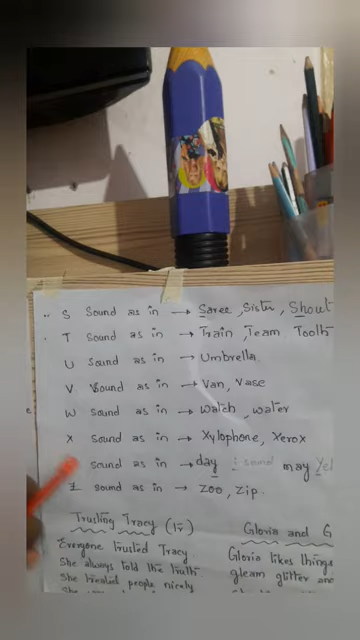 S Sound as in → Saree, Sister, Shout
T Sound as in → Train, Team Tooth
U Sound as in → Umbrella
V Sound as in → Van, Vase
W Sound as in → Watch, water
X Sound as in → Xylophone, Xerox
sound as in → day i sound may Yel
Z sound as in → Zoo, Zip.
Trusting Tracy (Tr)
Everyone trusted Tracy
She always told the truth
She treated people nicely
Gloria and G
Gloria likes things
gleam glitter and